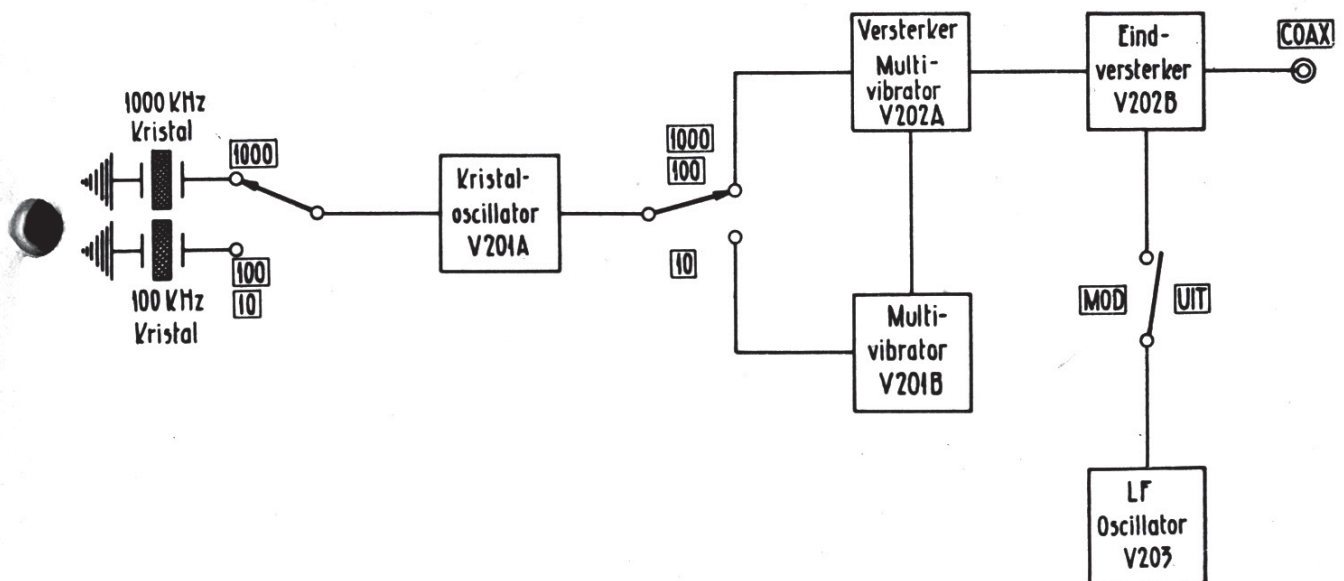 1000 KHz
Kristal
1000
100 KHz
Kristal
100
10
Kristal-
oscillator
V201A
1000
100
10
Versterker
Multi-
vibrator
V202A
Multi-
vibrator
V201B
Eind-
versterker
V202B
COAX
MOD
UIT
LF
Oscillator
V203